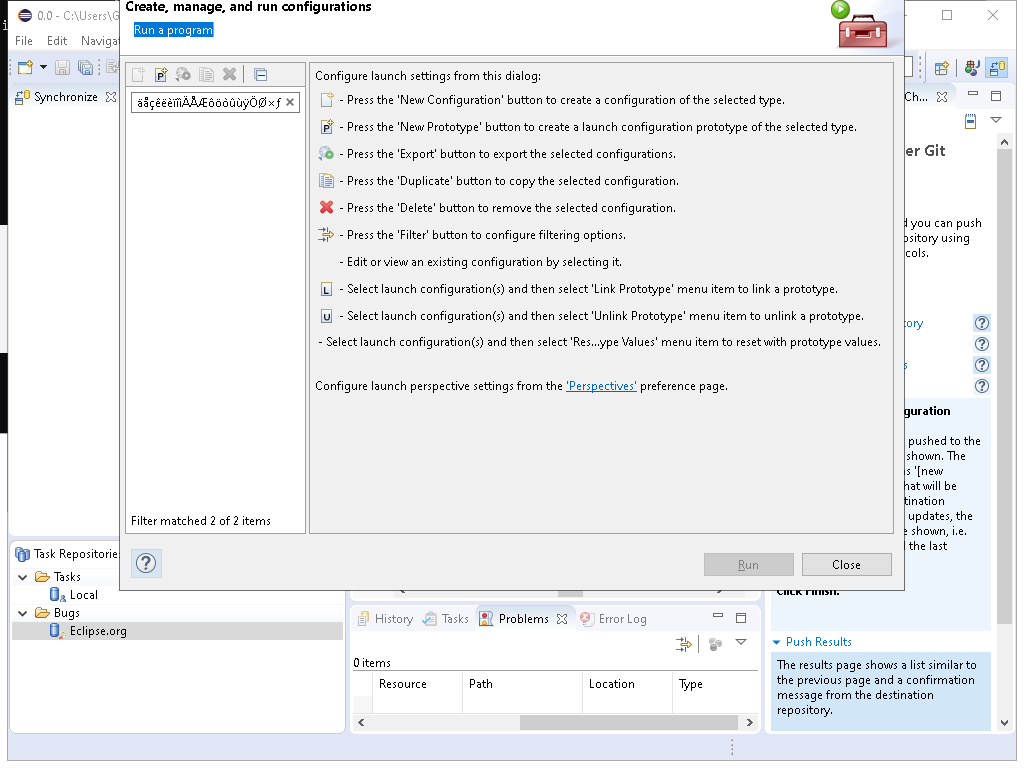 Create, manage, and run configurations
Run a program
0.0 - C:\Users\G
File Edit Navigat
Synchronize
äåçêëèïîìÄÅÆôöòûùÿÖØ×ƒ
Filter matched 2 of 2 items
Configure launch settings from this dialog:
- Press the 'New Configuration' button to create a configuration of the selected type.
P - Press the 'New Prototype' button to create a launch configuration prototype of the selected type.
- Press the 'Export' button to export the selected configurations.
- Press the 'Duplicate' button to copy the selected configuration.
- Press the 'Delete' button to remove the selected configuration.
- Press the 'Filter' button to configure filtering options.
- Edit or view an existing configuration by selecting it.
L - Select launch configuration(s) and then select 'Link Prototype' menu item to link a prototype.
U - Select launch configuration(s) and then select 'Unlink Prototype' menu item to unlink a prototype.
- Select launch configuration(s) and then select 'Res...ype Values' menu item to reset with prototype values.
Configure launch perspective settings from the 'Perspectives' preference page.
Run Close
Task Repositorie
Tasks
Local
Bugs
Eclipse.org
History Tasks Problems Error Log
0 items
Resource Path Location Type
Ch...
er Git
d you can push
ository using
cols.
ory
s
guration
pushed to the
shown. The
s '[new
hat will be
tination
updates, the
e shown, i.e.
the last
Click Finish.
Push Results
The results page shows a list similar to
the previous page and a confirmation
message from the destination
repository.